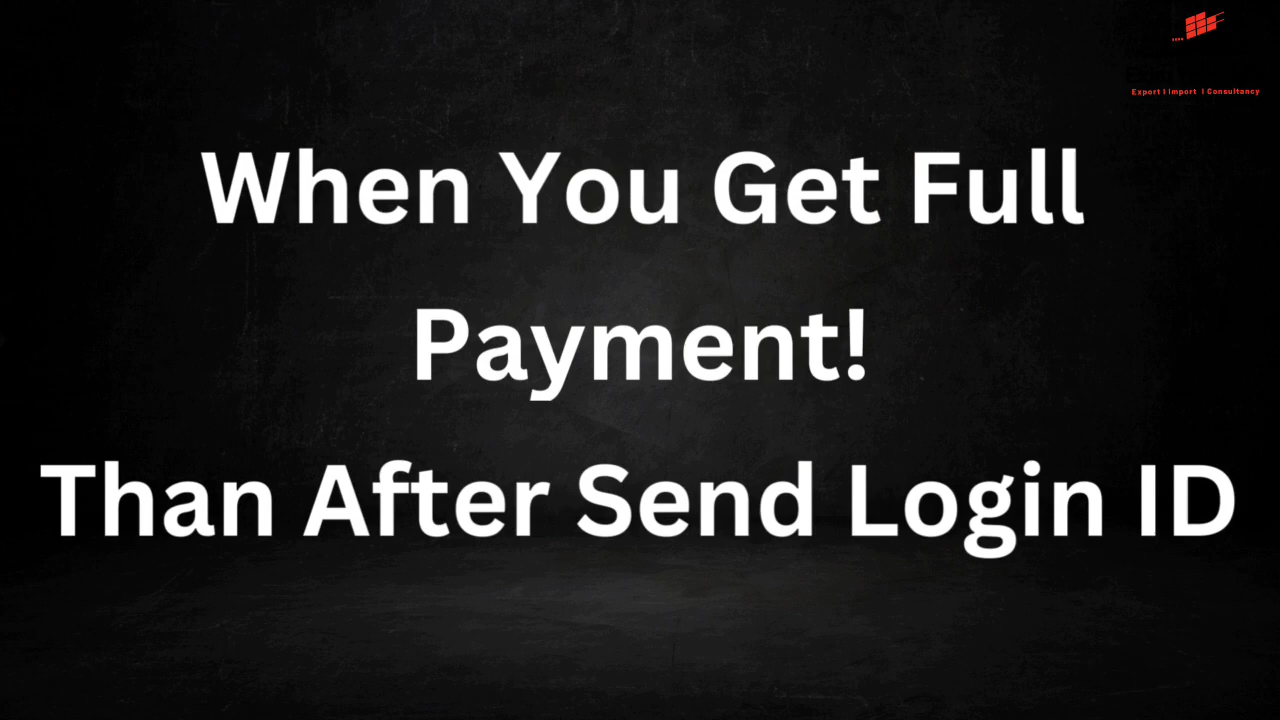 Export I Import I Consultancy
When You Get Full
Payment!
Than After Send Login ID